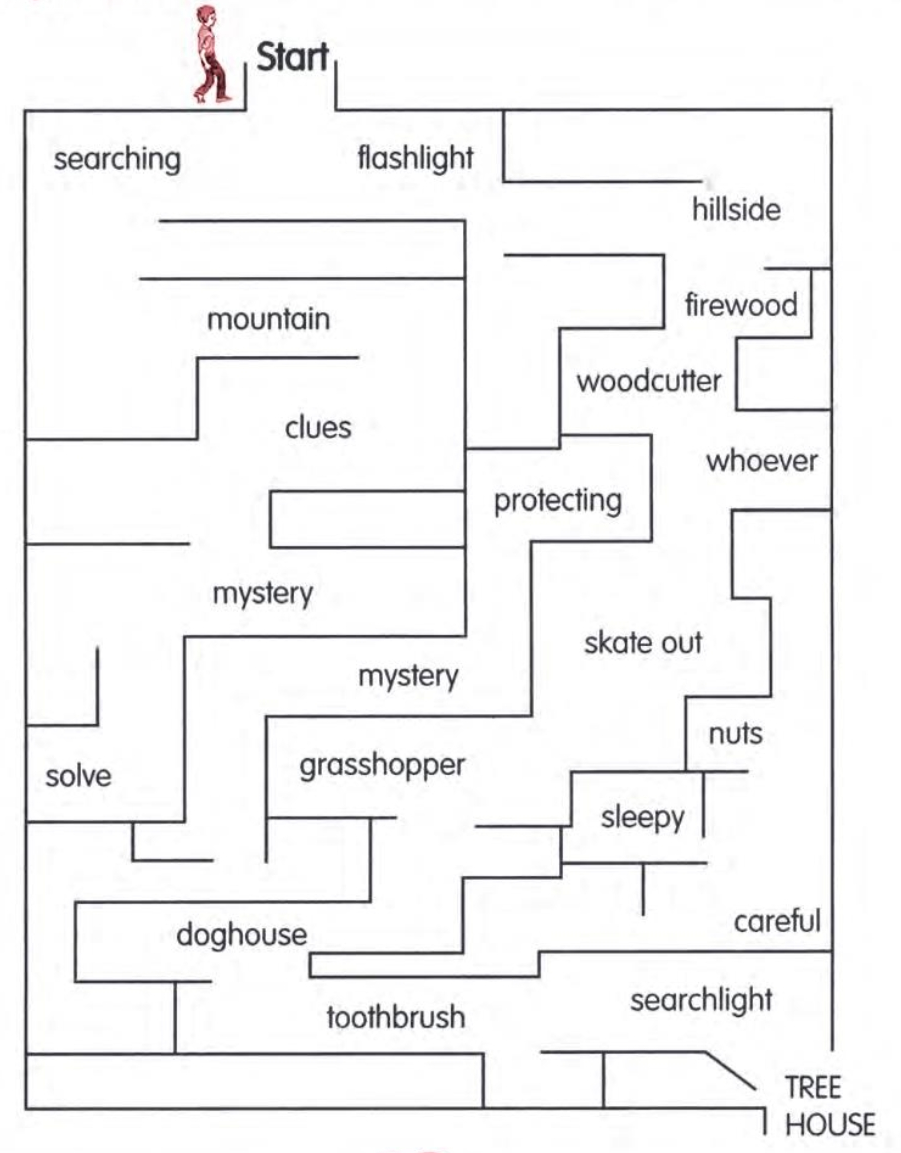 Start
searching
flashlight
hillside
firewood
mountain
woodcutter
clues
whoever
protecting
mystery
skate out
mystery
nuts
grasshopper
solve
sleepy
careful
doghouse
searchlight
toothbrush
TREE
HOUSE